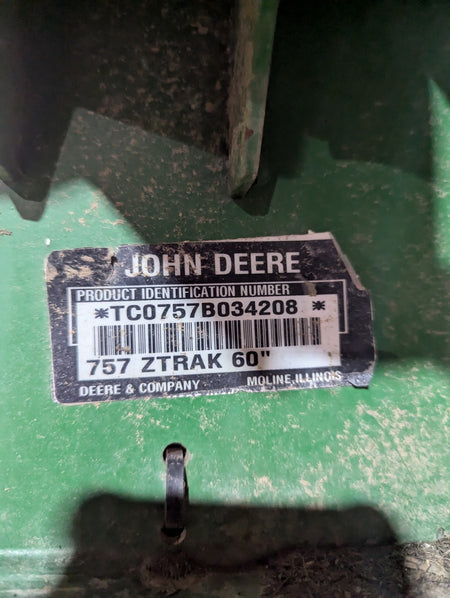 JOHN DEERE
PRODUCT IDENTIFICATION NUMBER
*TC0757B034208 *
757 ZTRAK 60"
DEERE & COMPANY MOLINE, ILLINOIS